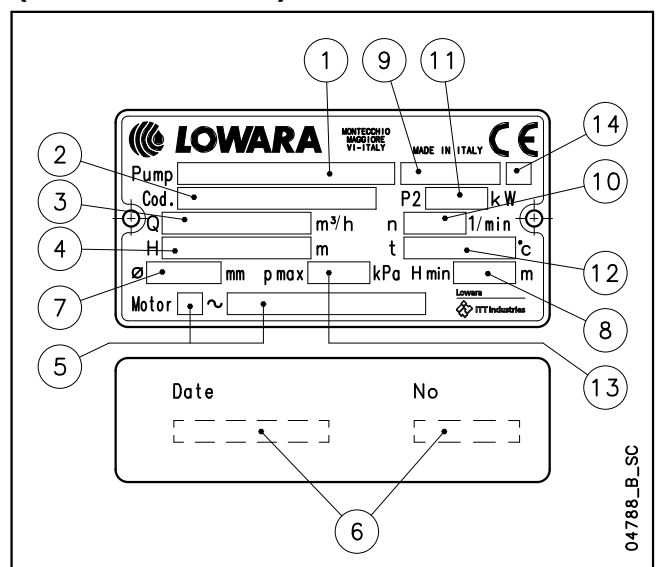 1 9 11
LOWARA MONTECCHIO MAGGIORE VI-ITALY MADE IN ITALY CE
14
2
Pump
Cod. P2 kW
10
3
Q m³/h n 1/min
4
H m t °C
12
ø mm p max kPa H min m
7
Motor ~ Lowara
ITT Industries
8
5
13
Date No
6
04788_B_SC